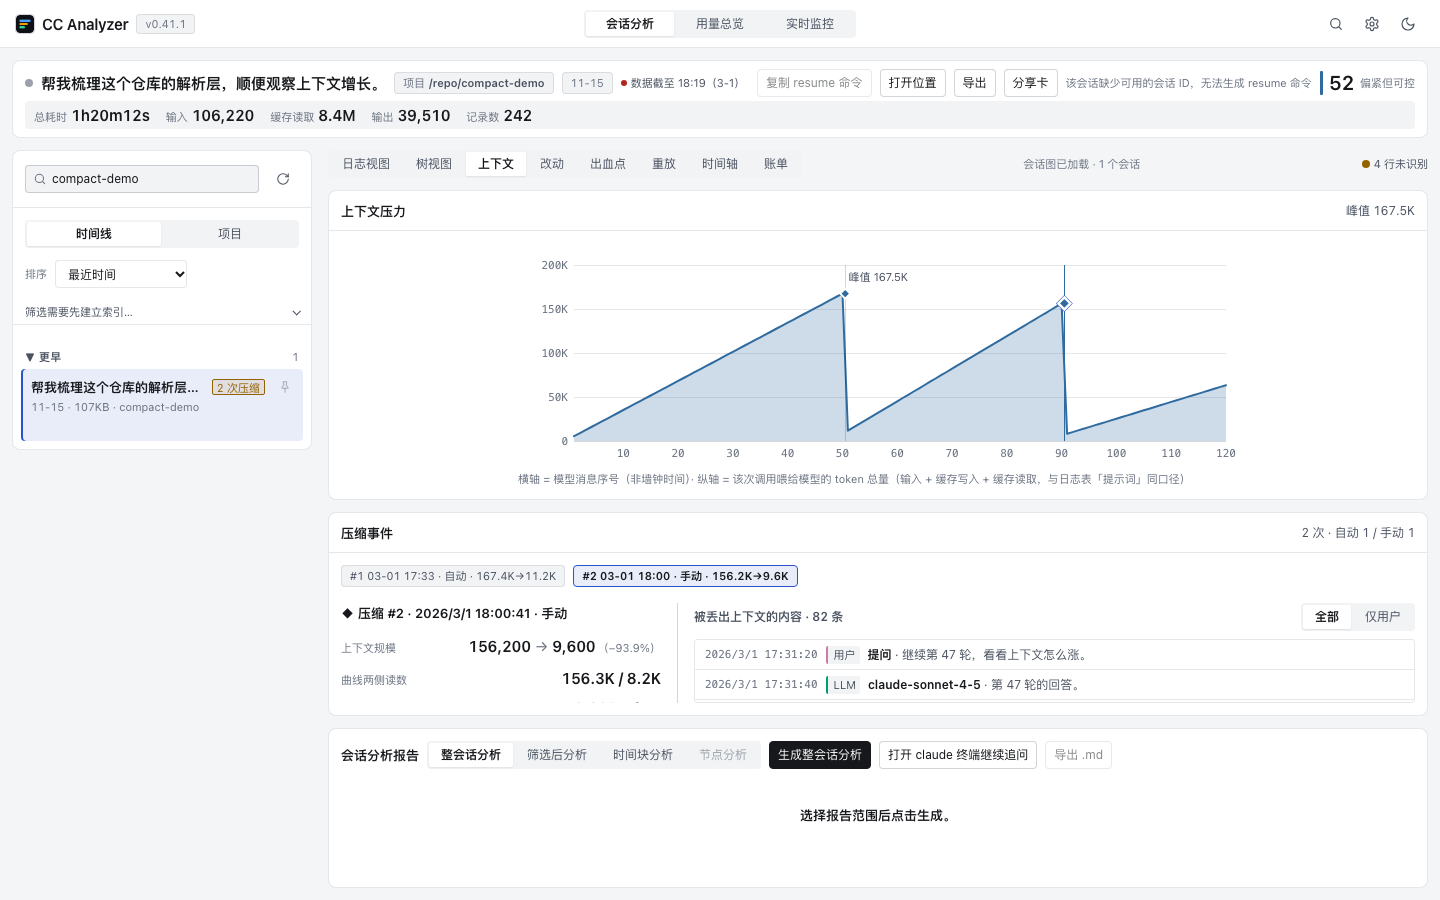 CC Analyzer v0.41.1 会话分析 用量总览 实时监控
帮我梳理这个仓库的解析层，顺便观察上下文增长。 项目 /repo/compact-demo 11-15 数据截至 18:19（3-1） 复制 resume 命令 打开位置 导出 分享卡 该会话缺少可用的会话 ID，无法生成 resume 命令 52 偏紧但可控
总耗时 1h20m12s 输入 106,220 缓存读取 8.4M 输出 39,510 记录数 242
compact-demo
时间线 项目
排序 最近时间
筛选需要先建立索引...
▼ 更早 1
帮我梳理这个仓库的解析层... 2 次压缩
11-15 · 107KB · compact-demo
日志视图 树视图 上下文 改动 出血点 重放 时间轴 账单 会话图已加载 · 1 个会话 4 行未识别
上下文压力 峰值 167.5K
200K
峰值 167.5K
150K
100K
50K
0
10 20 30 40 50 60 70 80 90 100 110 120
横轴 = 模型消息序号（非墙钟时间）· 纵轴 = 该次调用喂给模型的 token 总量（输入 + 缓存写入 + 缓存读取，与日志表「提示词」同口径）
压缩事件 2 次 · 自动 1 / 手动 1
#1 03-01 17:33 · 自动 · 167.4K→11.2K #2 03-01 18:00 · 手动 · 156.2K→9.6K
◆ 压缩 #2 · 2026/3/1 18:00:41 · 手动
上下文规模 156,200 → 9,600 （−93.9%）
曲线两侧读数 156.3K / 8.2K
被丢出上下文的内容 · 82 条 全部 仅用户
2026/3/1 17:31:20 用户 提问 · 继续第 47 轮，看看上下文怎么涨。
2026/3/1 17:31:40 LLM claude-sonnet-4-5 · 第 47 轮的回答。
会话分析报告 整会话分析 筛选后分析 时间块分析 节点分析 生成整会话分析 打开 claude 终端继续追问 导出 .md
选择报告范围后点击生成。